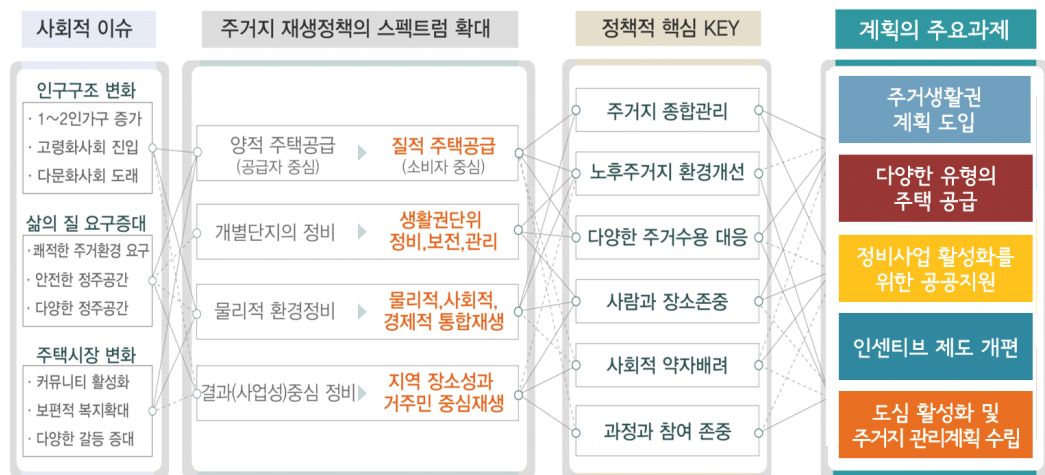 사회적 이슈
주거지 재생정책의 스펙트럼 확대
정책적 핵심 KEY
계획의 주요과제
인구구조 변화
· 1～2인가구 증가
· 고령화사회 진입
· 다문화사회 도래
삶의 질 요구증대
· 쾌적한 주거환경 요구
· 안전한 정주공간
· 다양한 정주공간
주택시장 변화
· 커뮤니티 활성화
· 보편적 복지확대
· 다양한 갈등 증대
양적 주택공급
(공급자 중심)
질적 주택공급
(소비자 중심)
개별단지의 정비
생활권단위
정비,보전,관리
물리적 환경정비
물리적,사회적,
경제적 통합재생
결과(사업성)중심 정비
지역 장소성과
거주민 중심재생
주거지 종합관리
노후주거지 환경개선
다양한 주거수용 대응
사람과 장소존중
사회적 약자배려
과정과 참여 존중
주거생활권
계획 도입
다양한 유형의
주택 공급
정비사업 활성화를
위한 공공지원
인센티브 제도 개편
도심 활성화 및
주거지 관리계획 수립